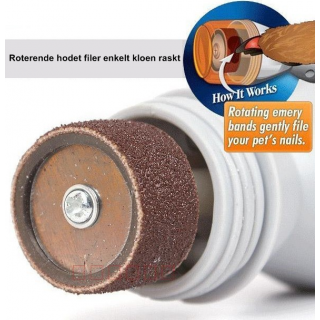 Roterende hodet filer enkelt kloen raskt
How It Works
Rotating emery
bands gently file
your pet's nails.